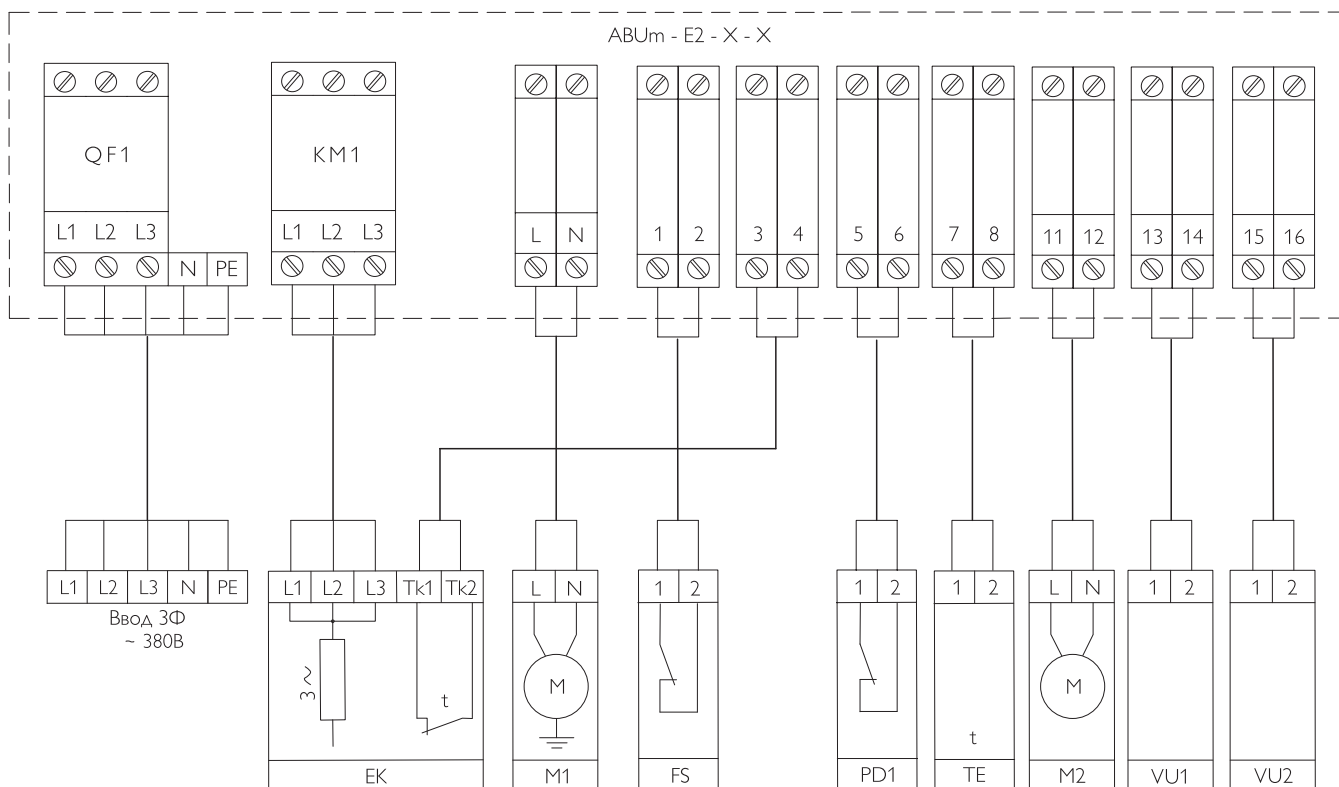 ABUm - E2 - X - X
QF1
KM1
L1 L2 L3 N PE
L1 L2 L3
L N
1 2
3 4
5 6
7 8
11 12
13 14
15 16
L1 L2 L3 N PE
Ввод 3Ф
~ 380В
L1 L2 L3 Tk1 Tk2
3 ~
t
EK
L N
M
M1
1 2
FS
1 2
PD1
1 2
t
TE
L N
M
M2
1 2
VU1
1 2
VU2